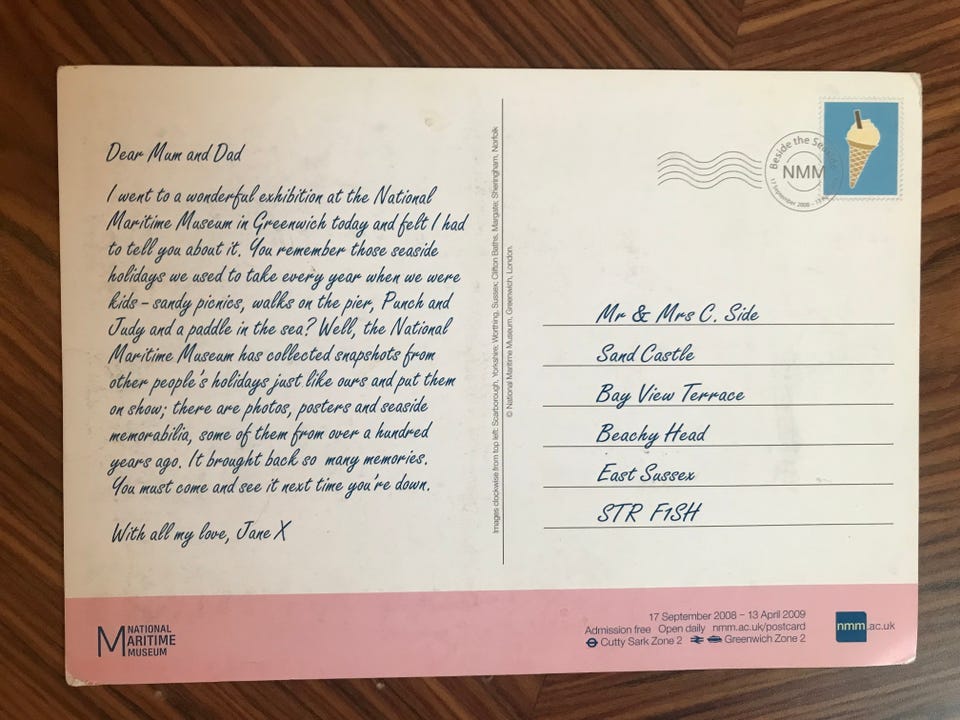 Dear Mum and Dad
I went to a wonderful exhibition at the National
Maritime Museum in Greenwich today and felt I had
to tell you about it. You remember those seaside
holidays we used to take every year when we were
kids – sandy picnics, walks on the pier, Punch and
Judy and a paddle in the sea? Well, the National
Maritime Museum has collected snapshots from
other people's holidays just like ours and put them
on show; there are photos, posters and seaside
memorabilia, some of them from over a hundred
years ago. It brought back so many memories.
You must come and see it next time you're down.
With all my love, Jane X
Images clockwise from top left: Scarborough, Yorkshire; Worthing, Sussex; Clifton Baths, Margate; Sheringham, Norfolk
© National Maritime Museum, Greenwich, London.
Beside the
NMM
17 September 2008 – 13
Mr & Mrs C. Side
Sand Castle
Bay View Terrace
Beachy Head
East Sussex
STR F1SH
NATIONAL
MARITIME
MUSEUM
17 September 2008 – 13 April 2009
Admission free Open daily nmm.ac.uk/postcard
Cutty Sark Zone 2 Greenwich Zone 2
nmm.ac.uk